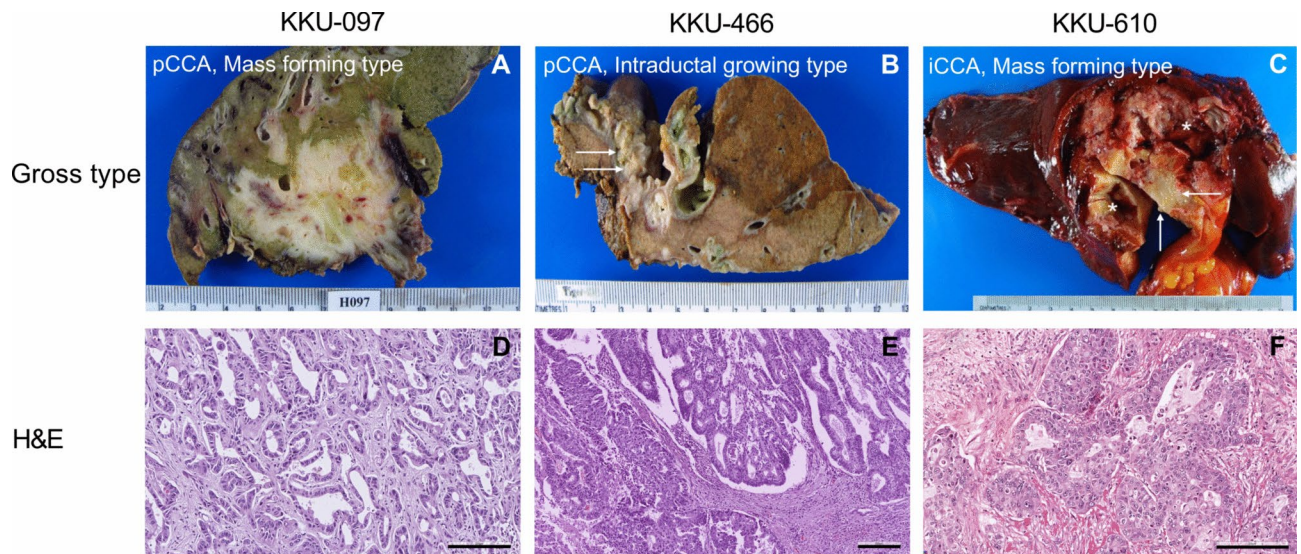 KKU-097 KKU-466 KKU-610
pCCA, Mass forming type A
pCCA, Intraductal growing type B
iCCA, Mass forming type C
Gross type
H097
* *
D E F
H&E